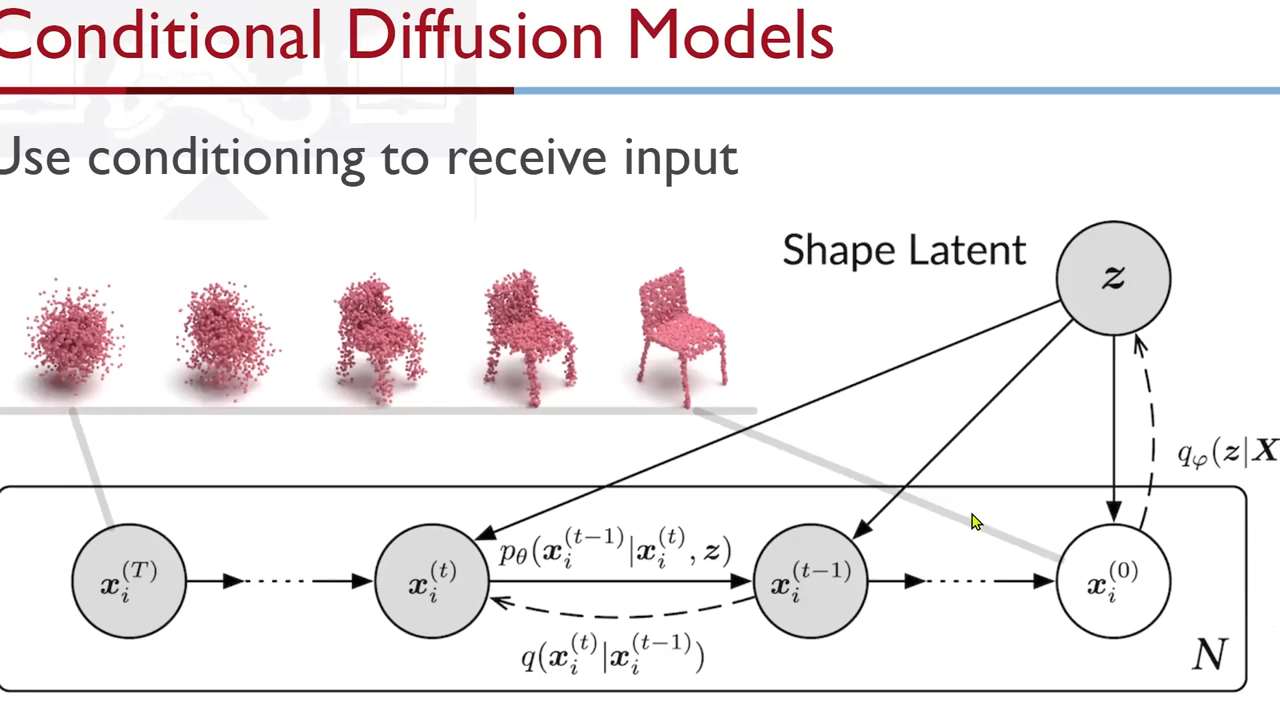 Conditional Diffusion Models
Use conditioning to receive input
Shape Latent
z
q_φ(z|X
p_θ(x_i^{(t-1)}|x_i^{(t)}, z)
x_i^{(T)}
x_i^{(t)}
x_i^{(t-1)}
x_i^{(0)}
q(x_i^{(t)}|x_i^{(t-1)})
N